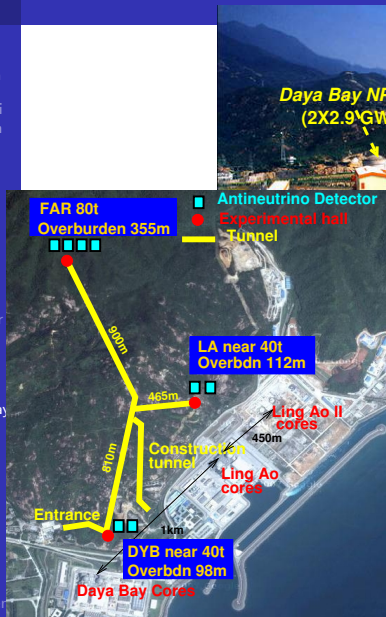 Daya Bay NP
(2X2.9 GW
Antineutrino Detector
Experimental hall
Tunnel
FAR 80t
Overburden 355m
900m
LA near 40t
Overbdn 112m
465m
Ling Ao II
cores
450m
810m
Construction
tunnel
Ling Ao
cores
Entrance
1km
DYB near 40t
Overbdn 98m
Daya Bay Cores